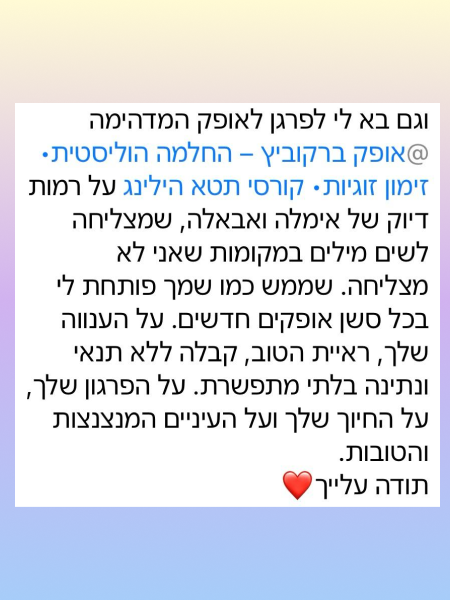 וגם בא לי לפרגן לאופק המדהימה
@אופק ברקוביץ – החלמה הוליסטית•
זימון זוגיות• קורסי תטא הילינג על רמות
דיוק של אימלה ואבאלה, שמצליחה
לשים מילים במקומות שאני לא
מצליחה. שממש כמו שמך פותחת לי
בכל סשן אופקים חדשים. על הענווה
שלך, ראיית הטוב, קבלה ללא תנאי
ונתינה בלתי מתפשרת. על הפרגון שלך,
על החיוך שלך ועל העיניים המנצנצות
והטובות.
תודה עלייך❤️